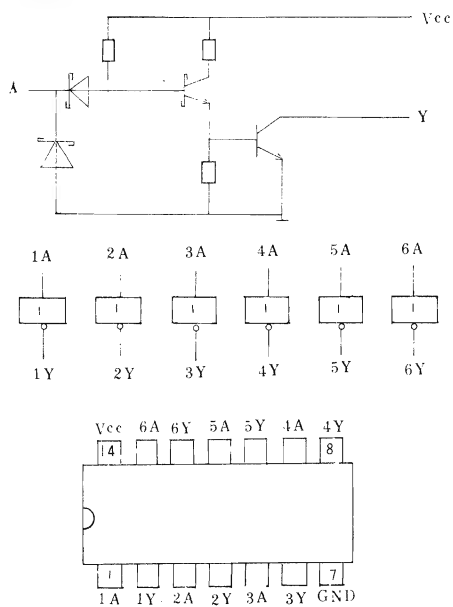 Vcc
A
Y
1A 2A 3A 4A 5A 6A
1 1 1 1 1 1
1Y 2Y 3Y 4Y 5Y 6Y
Vcc 6A 6Y 5A 5Y 4A 4Y
14 8
1 7
1A 1Y 2A 2Y 3A 3Y GND